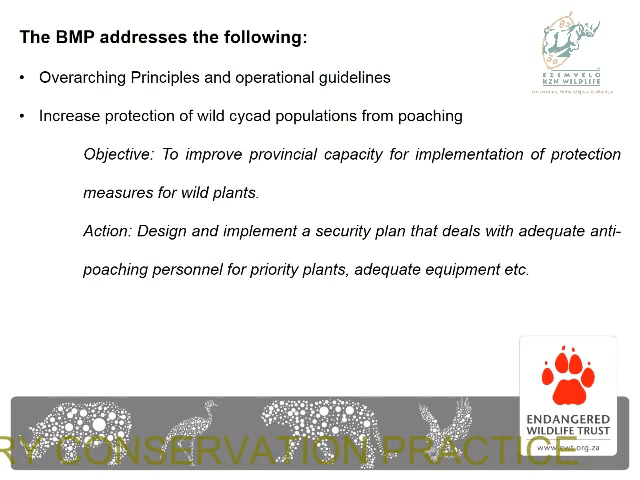 The BMP addresses the following:
• Overarching Principles and operational guidelines
• Increase protection of wild cycad populations from poaching
Objective: To improve provincial capacity for implementation of protection
measures for wild plants.
Action: Design and implement a security plan that deals with adequate anti-
poaching personnel for priority plants, adequate equipment etc.
EZEMVELO
KZN WILDLIFE
ENDANGERED
WILDLIFE TRUST
www.ewt.org.za
RY CONSERVATION PRACTICE